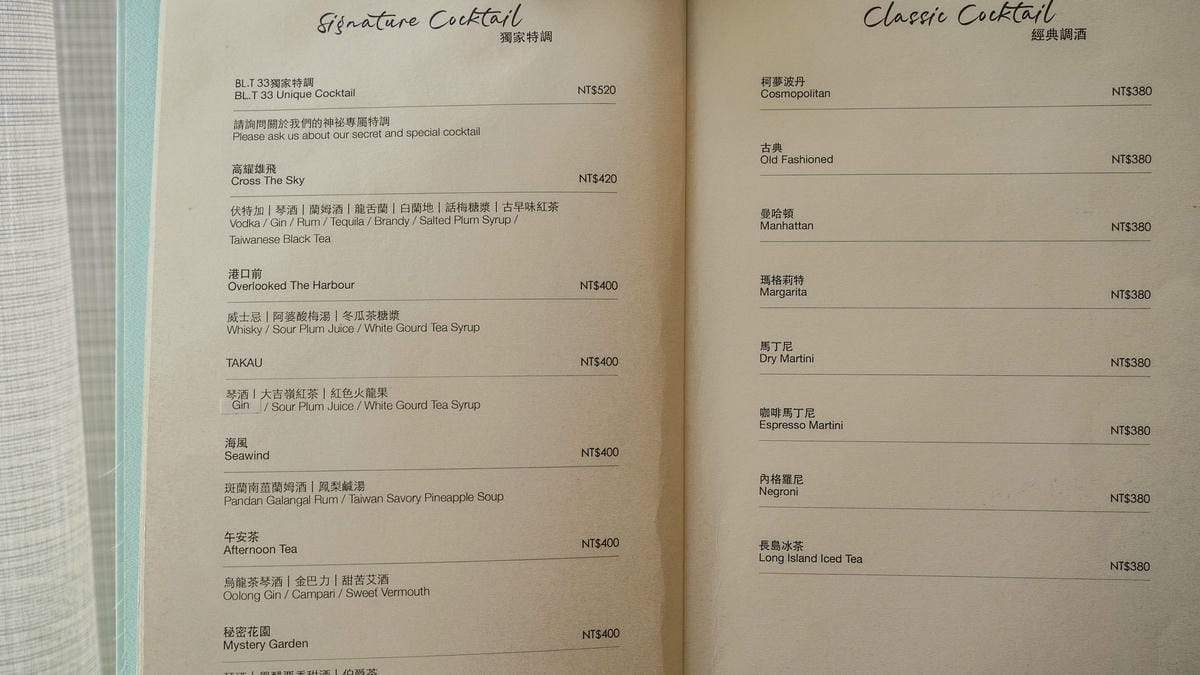 Signature Cocktail
獨家特調
BL.T 33獨家特調
BL.T 33 Unique Cocktail NT$520
請詢問關於我們的神祕專屬特調
Please ask us about our secret and special cocktail
高耀雄飛
Cross The Sky NT$420
伏特加｜琴酒｜蘭姆酒｜龍舌蘭｜白蘭地｜話梅糖漿｜古早味紅茶
Vodka / Gin / Rum / Tequila / Brandy / Salted Plum Syrup /
Taiwanese Black Tea
港口前
Overlooked The Harbour NT$400
威士忌｜阿婆酸梅湯｜冬瓜茶糖漿
Whisky / Sour Plum Juice / White Gourd Tea Syrup
TAKAU NT$400
琴酒｜大吉嶺紅茶｜紅色火龍果
Gin / Sour Plum Juice / White Gourd Tea Syrup
海風
Seawind NT$400
斑蘭南薑蘭姆酒｜鳳梨鹹湯
Pandan Galangal Rum / Taiwan Savory Pineapple Soup
午安茶
Afternoon Tea NT$400
烏龍茶琴酒｜金巴力｜甜苦艾酒
Oolong Gin / Campari / Sweet Vermouth
秘密花園
Mystery Garden NT$400
Classic Cocktail
經典調酒
柯夢波丹
Cosmopolitan NT$380
古典
Old Fashioned NT$380
曼哈頓
Manhattan NT$380
瑪格莉特
Margarita NT$380
馬丁尼
Dry Martini NT$380
咖啡馬丁尼
Espresso Martini NT$380
內格羅尼
Negroni NT$380
長島冰茶
Long Island Iced Tea NT$380